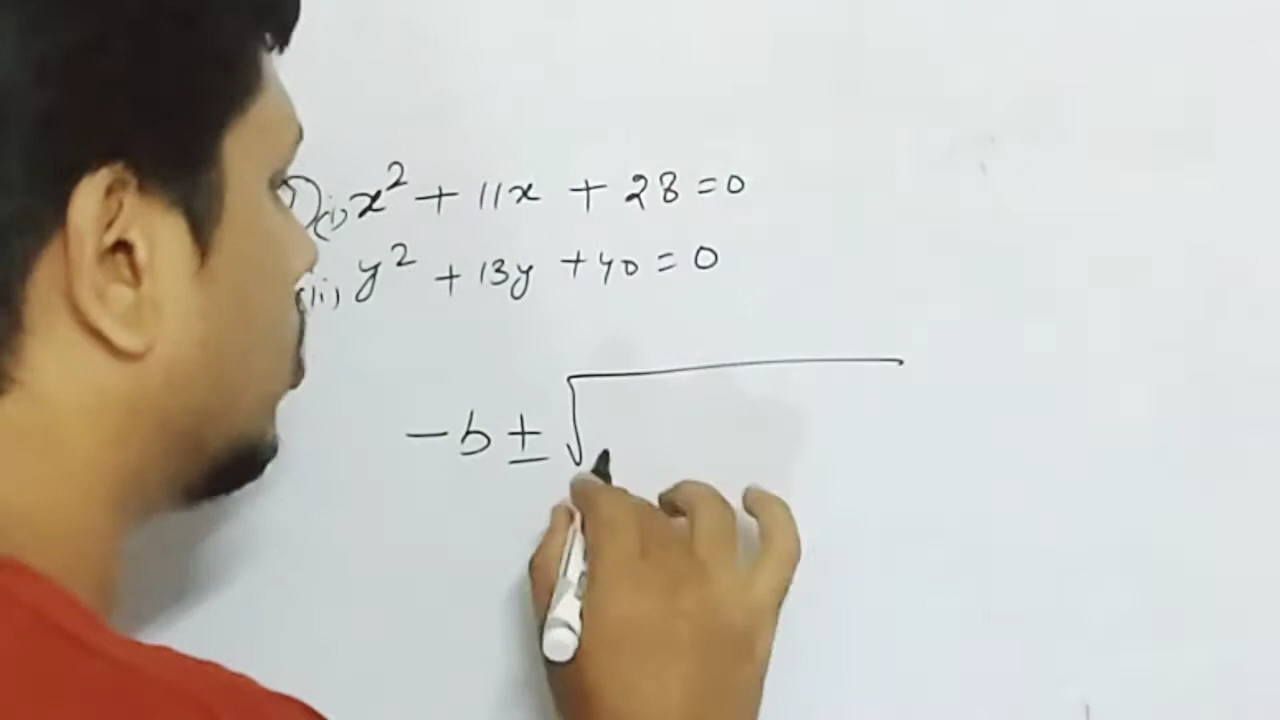 (i) x² + 11x + 28 = 0
(ii) y² + 13y + 40 = 0
-b ± √